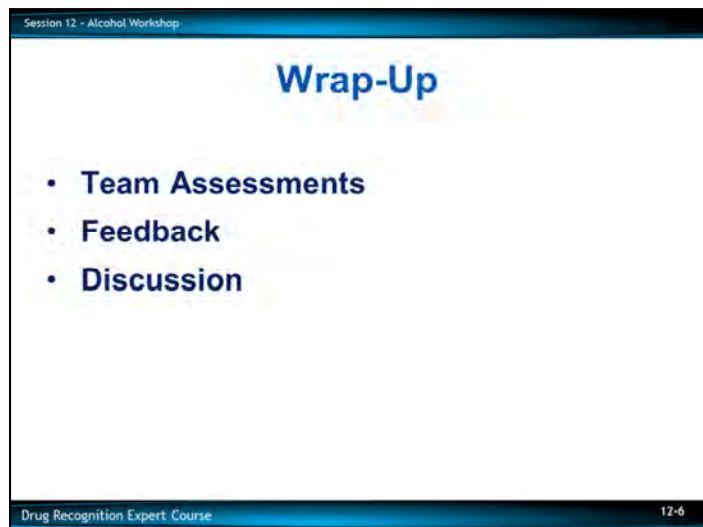 Session 12 - Alcohol Workshop
Wrap-Up
• Team Assessments
• Feedback
• Discussion
Drug Recognition Expert Course 12-6